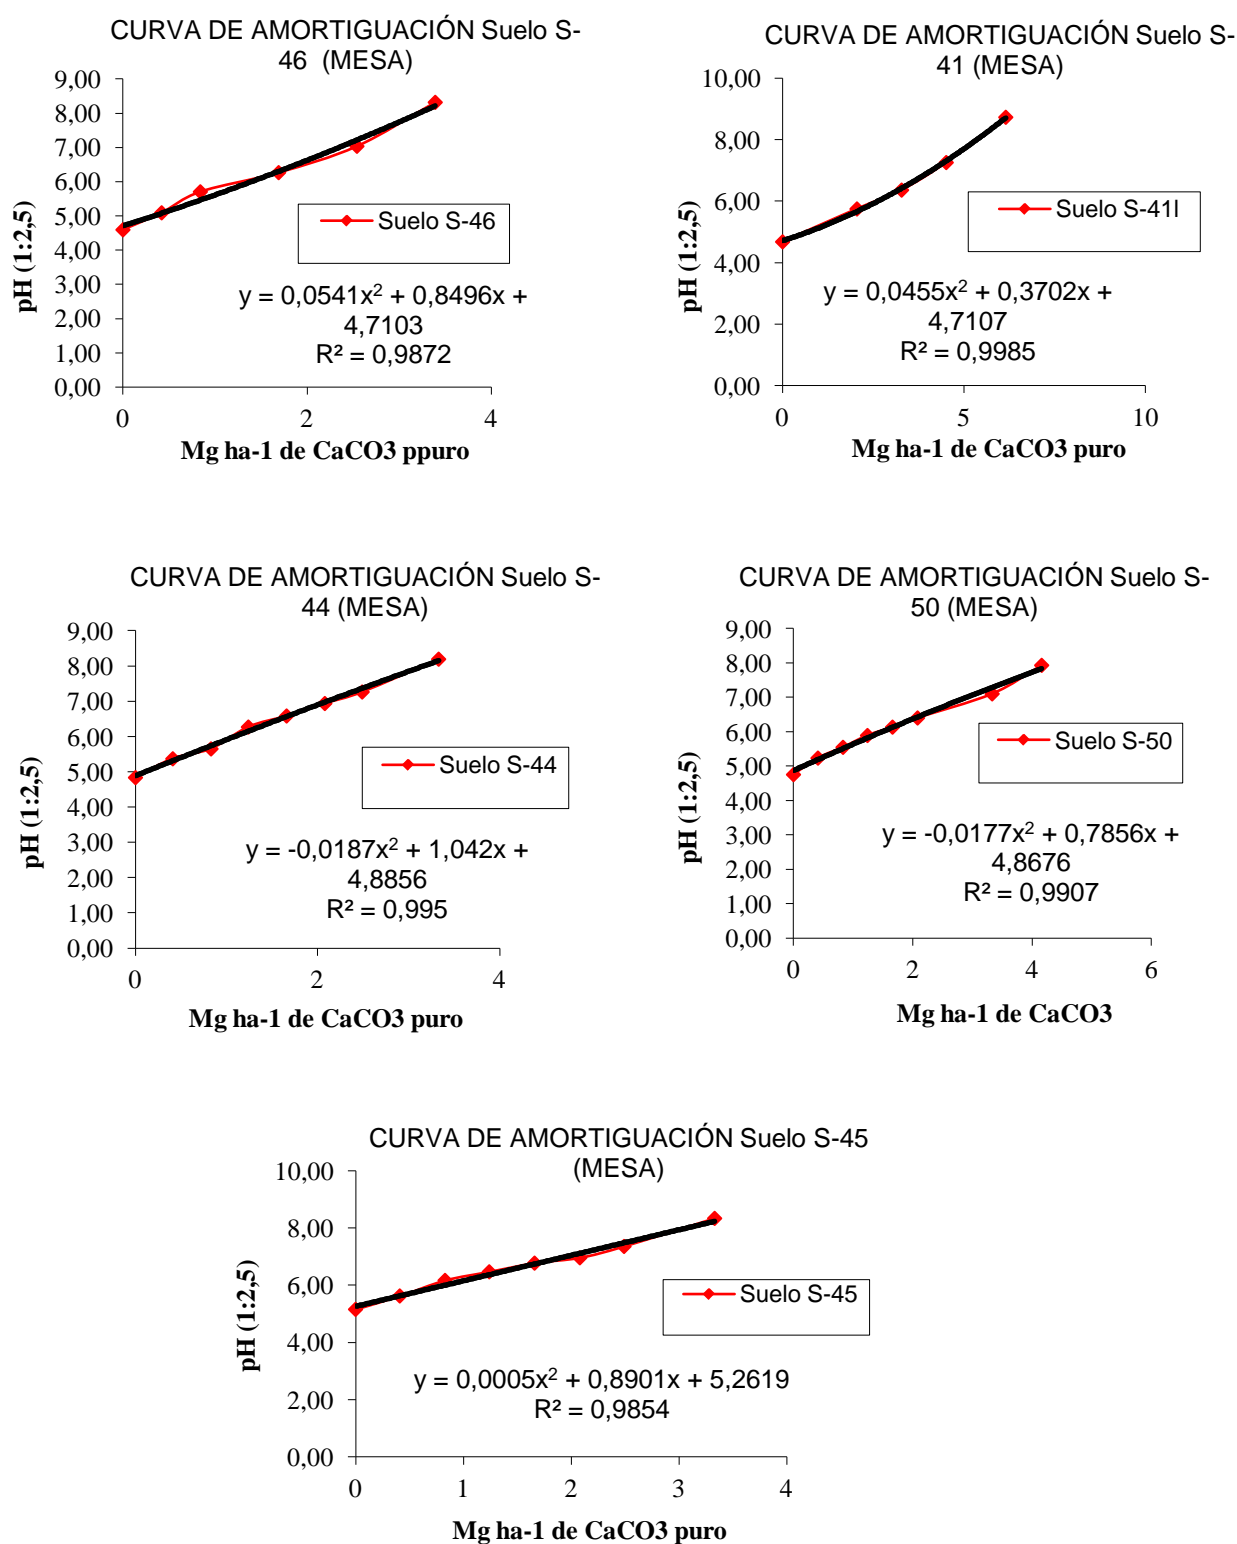 CURVA DE AMORTIGUACIÓN Suelo S-
46 (MESA)
9,00
8,00
7,00
6,00
5,00
4,00
3,00
2,00
1,00
0,00
pH (1:2,5)
Suelo S-46
y = 0,0541x² + 0,8496x +
4,7103
R² = 0,9872
0 2 4
Mg ha-1 de CaCO3 ppuro
CURVA DE AMORTIGUACIÓN Suelo S-
41 (MESA)
10,00
8,00
6,00
4,00
2,00
0,00
pH (1:2,5)
Suelo S-41I
y = 0,0455x² + 0,3702x +
4,7107
R² = 0,9985
0 5 10
Mg ha-1 de CaCO3 puro
CURVA DE AMORTIGUACIÓN Suelo S-
44 (MESA)
9,00
8,00
7,00
6,00
5,00
4,00
3,00
2,00
1,00
0,00
pH (1:2,5)
Suelo S-44
y = -0,0187x² + 1,042x +
4,8856
R² = 0,995
0 2 4
Mg ha-1 de CaCO3 puro
CURVA DE AMORTIGUACIÓN Suelo S-
50 (MESA)
9,00
8,00
7,00
6,00
5,00
4,00
3,00
2,00
1,00
0,00
pH (1:2,5)
Suelo S-50
y = -0,0177x² + 0,7856x +
4,8676
R² = 0,9907
0 2 4 6
Mg ha-1 de CaCO3
CURVA DE AMORTIGUACIÓN Suelo S-45
(MESA)
10,00
8,00
6,00
4,00
2,00
0,00
pH (1:2,5)
Suelo S-45
y = 0,0005x² + 0,8901x + 5,2619
R² = 0,9854
0 1 2 3 4
Mg ha-1 de CaCO3 puro